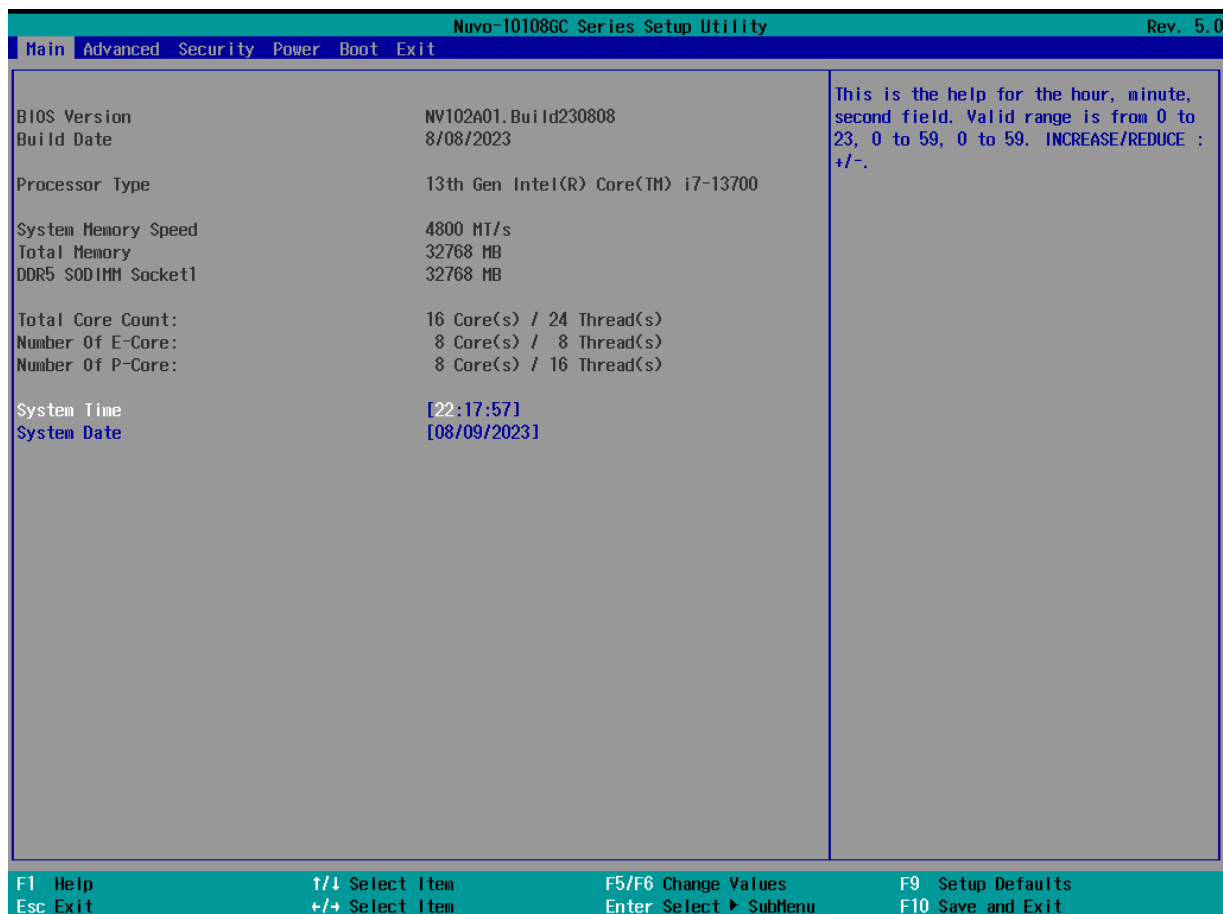 Nuvo-10108GC Series Setup Utility Rev. 5.0
Main Advanced Security Power Boot Exit
This is the help for the hour, minute,
BIOS Version NV102A01.Build230808 second field. Valid range is from 0 to
Build Date 8/08/2023 23, 0 to 59, 0 to 59. INCREASE/REDUCE :
+/-.
Processor Type 13th Gen Intel(R) Core(TM) i7-13700
System Memory Speed 4800 MT/s
Total Memory 32768 MB
DDR5 SODIMM Socket1 32768 MB
Total Core Count: 16 Core(s) / 24 Thread(s)
Number Of E-Core: 8 Core(s) / 8 Thread(s)
Number Of P-Core: 8 Core(s) / 16 Thread(s)
System Time [22:17:57]
System Date [08/09/2023]
F1 Help ↑/↓ Select Item F5/F6 Change Values F9 Setup Defaults
Esc Exit ←/→ Select Item Enter Select ▶ SubMenu F10 Save and Exit